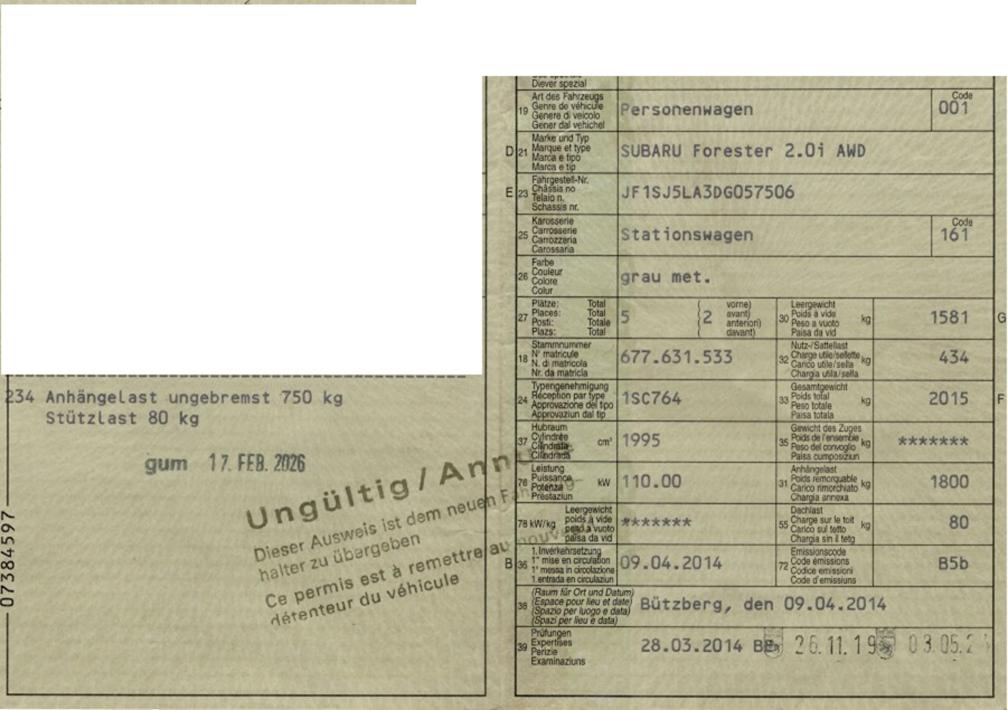 234 Anhängelast ungebremst 750 kg
Stützlast 80 kg
gum 17. FEB. 2026
Ungültig / Annu
Dieser Ausweis ist dem neuen Fahrzeug-
halter zu übergeben
Ce permis est à remettre au nouveau
détenteur du véhicule
07384597
Diever spezial
19 Art des Fahrzeugs
Genre de véhicule
Genere di veicolo
Gener dal vehichel
Personenwagen
Code
001
D 21 Marke und Typ
Marque et type
Marca e tipo
Marca e tip
SUBARU Forester 2.0i AWD
E 23 Fahrgestell-Nr.
Châssis no
Telaio n.
Schassis nr.
JF1SJ5LA3DG057506
25 Karosserie
Carrosserie
Carrozzeria
Carossaria
Stationswagen
Code
161
26 Farbe
Couleur
Colore
Colur
grau met.
27 Plätze: Total
Places: Total
Posti: Totale
Plazs: Total
5
( 2 vorne)
avant)
anteriori)
(davant)
30 Leergewicht
Poids à vide
Peso a vuoto
Paisa da vid
kg
1581
G
18 Stammnummer
N° matricule
N. di matricola
Nr. da matricla
677.631.533
32 Nutz-/Sattellast
Charge utile/sellette
Carico utile/sella
Chargia utila/sella
kg
434
24 Typengenehmigung
Réception par type
Approvazione del tipo
Approvaziun dal tip
1SC764
33 Gesamtgewicht
Poids total
Peso totale
Paisa totala
kg
2015
F
37 Hubraum
Cylindrée
Cilindrata
Cilindrada
cm³
1995
35 Gewicht des Zuges
Poids de l'ensemble
Peso del convoglio
Paisa cumposiziun
kg
*******
76 Leistung
Puissance
Potenza
Prestaziun
kW
110.00
31 Anhängelast
Poids remorquable
Carico rimorchiato
Chargia annexa
kg
1800
78 kW/kg Leergewicht
poids à vide
peso a vuoto
paisa da vid
*******
55 Dachlast
Charge sur le toit
Carico sul tetto
Chargia sin il tetg
kg
80
B 36 1. Inverkehrsetzung
1re mise en circulation
1a messa in circolazione
1. entrada en circulaziun
09.04.2014
72 Emissionscode
Code émissions
Codice emissioni
Code d'emissiuns
B5b
38 (Raum für Ort und Datum)
(Espace pour lieu et date)
(Spazio per luogo e data)
(Spazi per lieu e data)
Bützberg, den 09.04.2014
39 Prüfungen
Expertises
Perizie
Examinaziuns
28.03.2014 BE 26.11.19 03.05.2